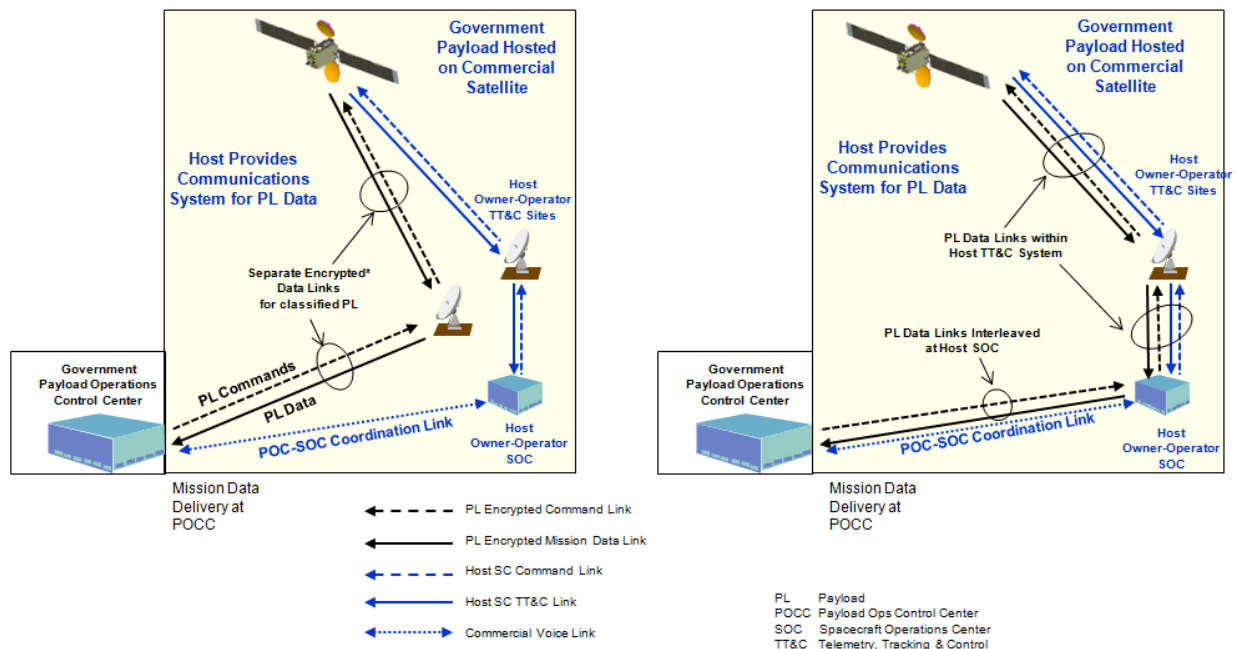 Government
Payload Hosted
on Commercial
Satellite
Host Provides
Communications
System for PL Data
Host
Owner-Operator
TT&C Sites
Separate Encrypted*
Data Links
for classified PL
Government
Payload Operations
Control Center
PL Commands
PL Data
POC-SOC Coordination Link
Host
Owner-Operator
SOC
Mission Data
Delivery at
POCC
Government
Payload Hosted
on Commercial
Satellite
Host Provides
Communications
System for PL Data
Host
Owner-Operator
TT&C Sites
PL Data Links within
Host TT&C System
PL Data Links Interleaved
at Host SOC
Government
Payload Operations
Control Center
POC-SOC Coordination Link
Host
Owner-Operator
SOC
Mission Data
Delivery at
POCC
PL Encrypted Command Link
PL Encrypted Mission Data Link
Host SC Command Link
Host SC TT&C Link
Commercial Voice Link
PL Payload
POCC Payload Ops Control Center
SOC Spacecraft Operations Center
TT&C Telemetry, Tracking & Control